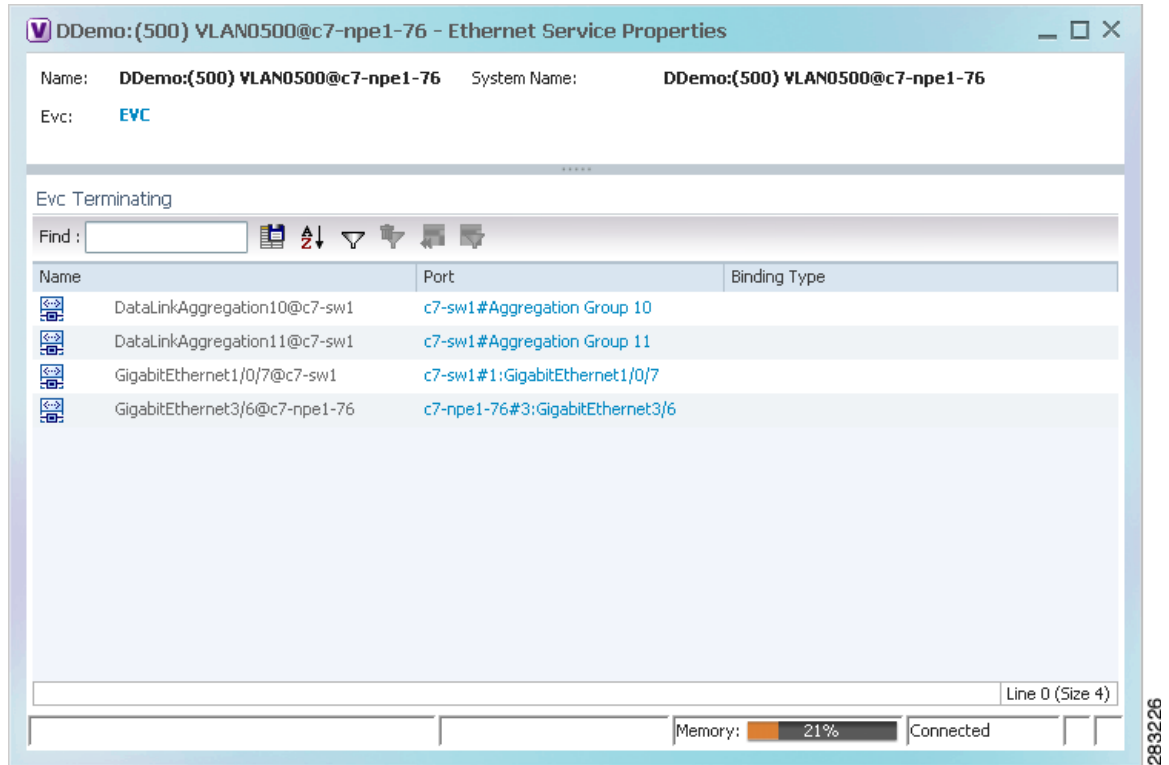 V DDemo:(500) VLAN0500@c7-npe1-76 - Ethernet Service Properties
Name: DDemo:(500) VLAN0500@c7-npe1-76 System Name: DDemo:(500) VLAN0500@c7-npe1-76
Evc: EVC
Evc Terminating
Find :
Name Port Binding Type
DataLinkAggregation10@c7-sw1 c7-sw1#Aggregation Group 10
DataLinkAggregation11@c7-sw1 c7-sw1#Aggregation Group 11
GigabitEthernet1/0/7@c7-sw1 c7-sw1#1:GigabitEthernet1/0/7
GigabitEthernet3/6@c7-npe1-76 c7-npe1-76#3:GigabitEthernet3/6
Line 0 (Size 4)
Memory: 21% Connected
283226